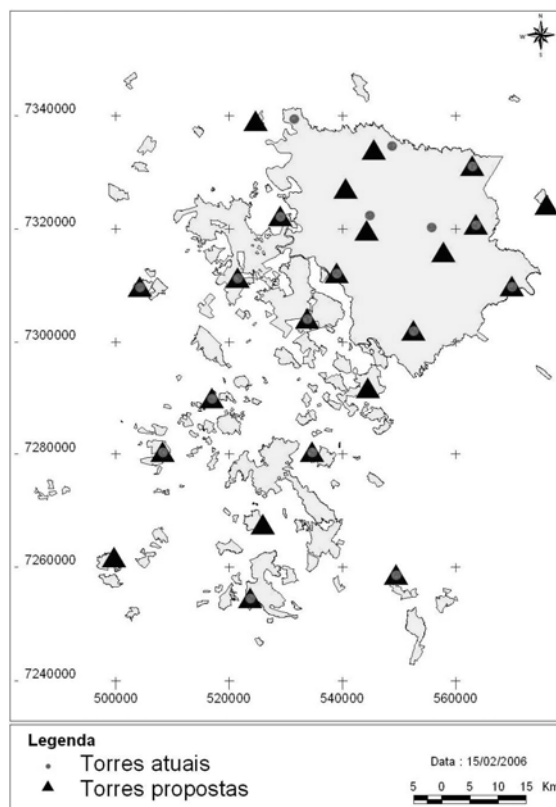 N
W E
S
7340000
7320000
7300000
7280000
7260000
7240000
500000 520000 540000 560000
Legenda
Torres atuais
Torres propostas
Data : 15/02/2006
5 0 5 10 15 Km